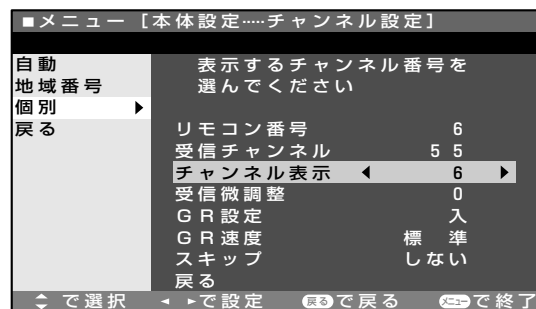 ■メニュー [本体設定┅┅チャンネル設定]
自動
地域番号
個別 ▶
戻る
表示するチャンネル番号を
選んでください
リモコン番号 6
受信チャンネル 55
チャンネル表示 ◀ 6 ▶
受信微調整 0
GR設定 入
GR速度 標 準
スキップ しない
戻る
で選択 ◀ ▶で設定 戻るで戻る メニューで終了